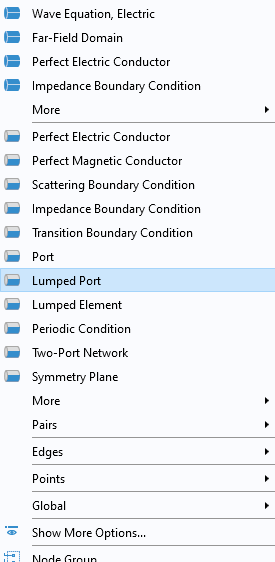 Wave Equation, Electric
Far-Field Domain
Perfect Electric Conductor
Impedance Boundary Condition
More
Perfect Electric Conductor
Perfect Magnetic Conductor
Scattering Boundary Condition
Impedance Boundary Condition
Transition Boundary Condition
Port
Lumped Port
Lumped Element
Periodic Condition
Two-Port Network
Symmetry Plane
More
Pairs
Edges
Points
Global
Show More Options...
Node Group